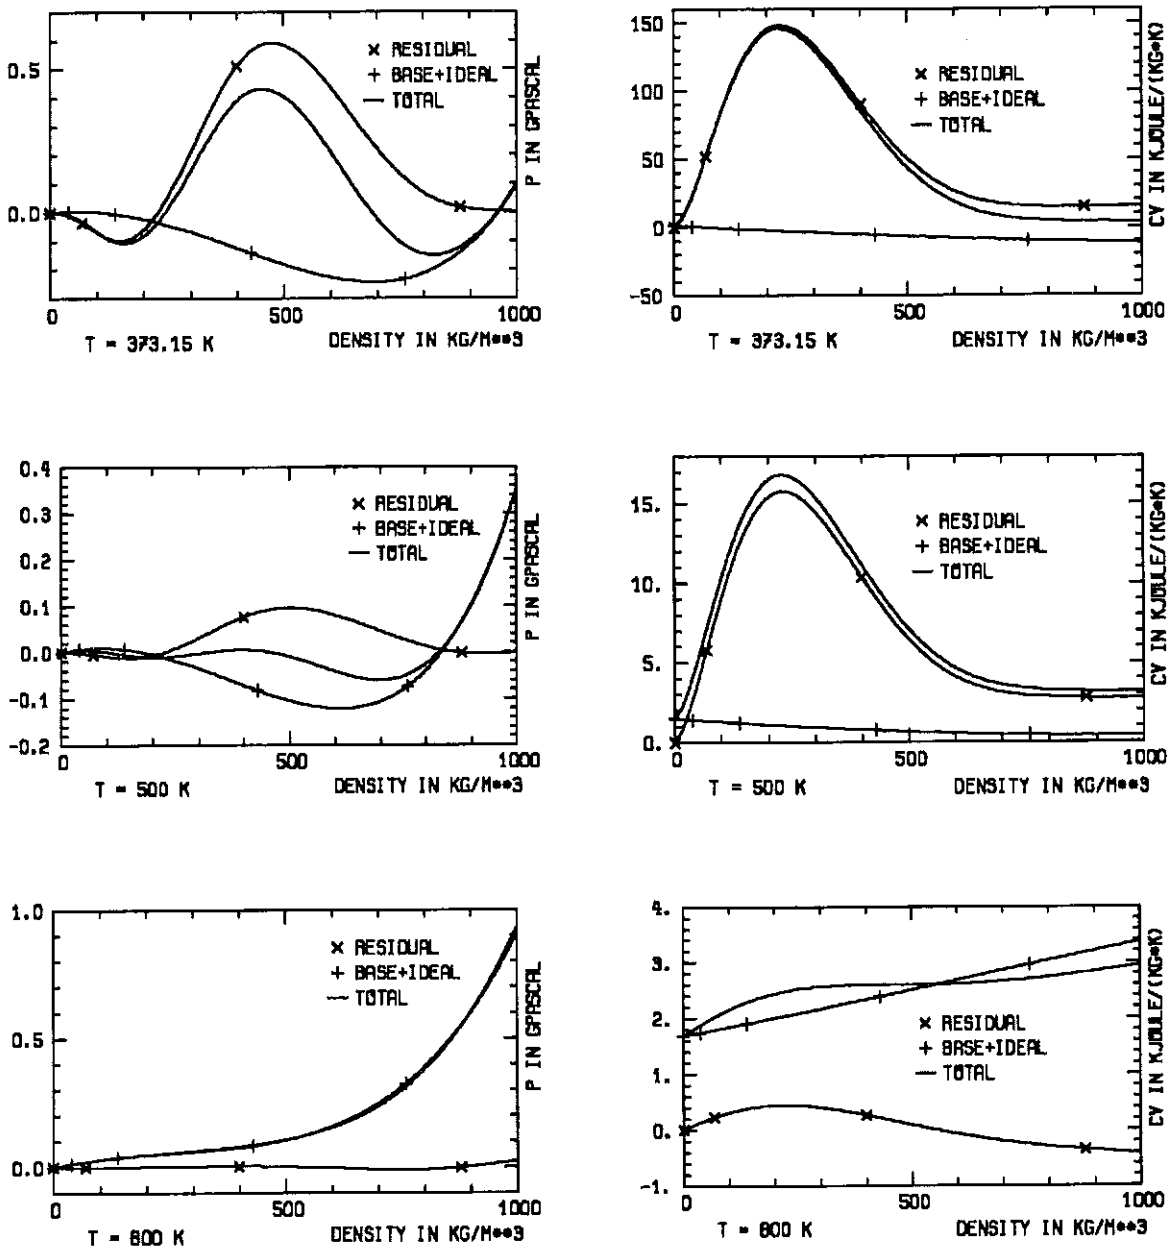 0.5
0.0
× RESIDUAL
+ BASE+IDEAL
— TOTAL
P IN GPASCAL
0 500 1000
T = 373.15 K DENSITY IN KG/M**3
150
100
50
0
-50
× RESIDUAL
+ BASE+IDEAL
— TOTAL
CV IN KJOULE/(KG*K)
0 500 1000
T = 373.15 K DENSITY IN KG/M**3
0.4
0.3
0.2
0.1
0.0
-0.1
-0.2
× RESIDUAL
+ BASE+IDEAL
— TOTAL
P IN GPASCAL
0 500 1000
T = 500 K DENSITY IN KG/M**3
15.
10.
5.
0.
× RESIDUAL
+ BASE+IDEAL
— TOTAL
CV IN KJOULE/(KG*K)
0 500 1000
T = 500 K DENSITY IN KG/M**3
1.0
0.5
0.0
× RESIDUAL
+ BASE+IDEAL
— TOTAL
P IN GPASCAL
0 500 1000
T = 800 K DENSITY IN KG/M**3
4.
3.
2.
1.
0.
-1.
× RESIDUAL
+ BASE+IDEAL
— TOTAL
CV IN KJOULE/(KG*K)
0 500 1000
T = 800 K DENSITY IN KG/M**3